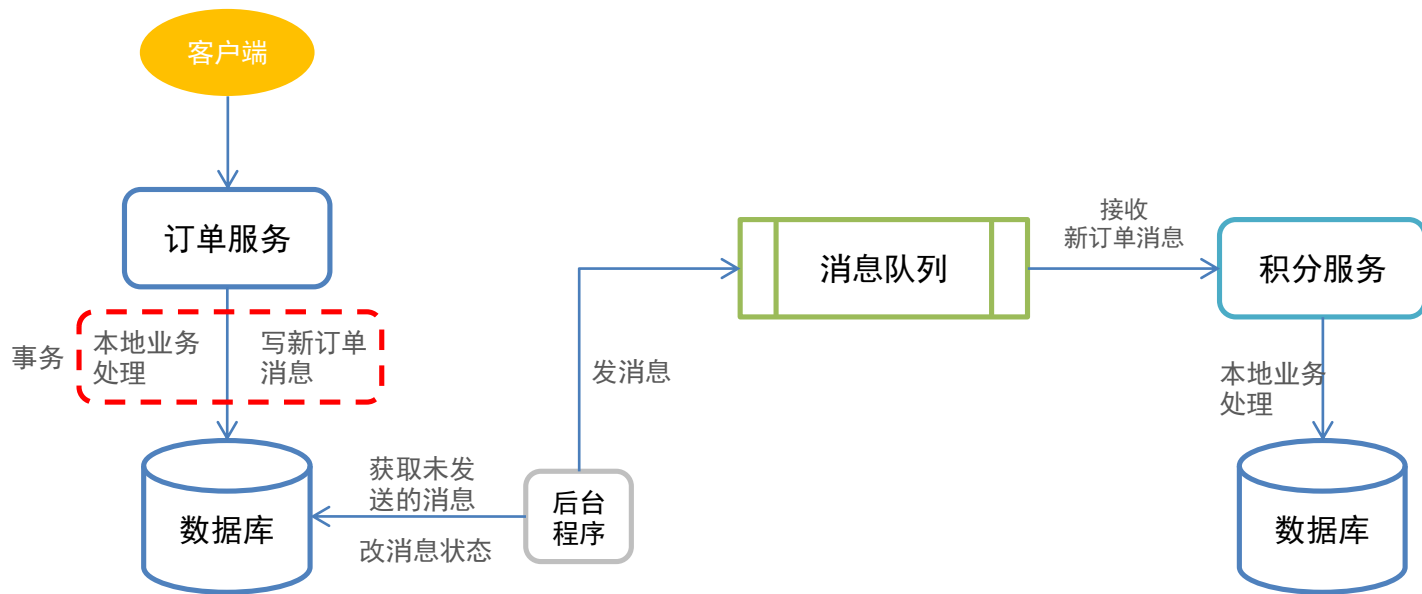 客户端
订单服务
事务
本地业务
处理
写新订单
消息
数据库
获取未发
送的消息
改消息状态
后台
程序
发消息
消息队列
接收
新订单消息
积分服务
本地业务
处理
数据库